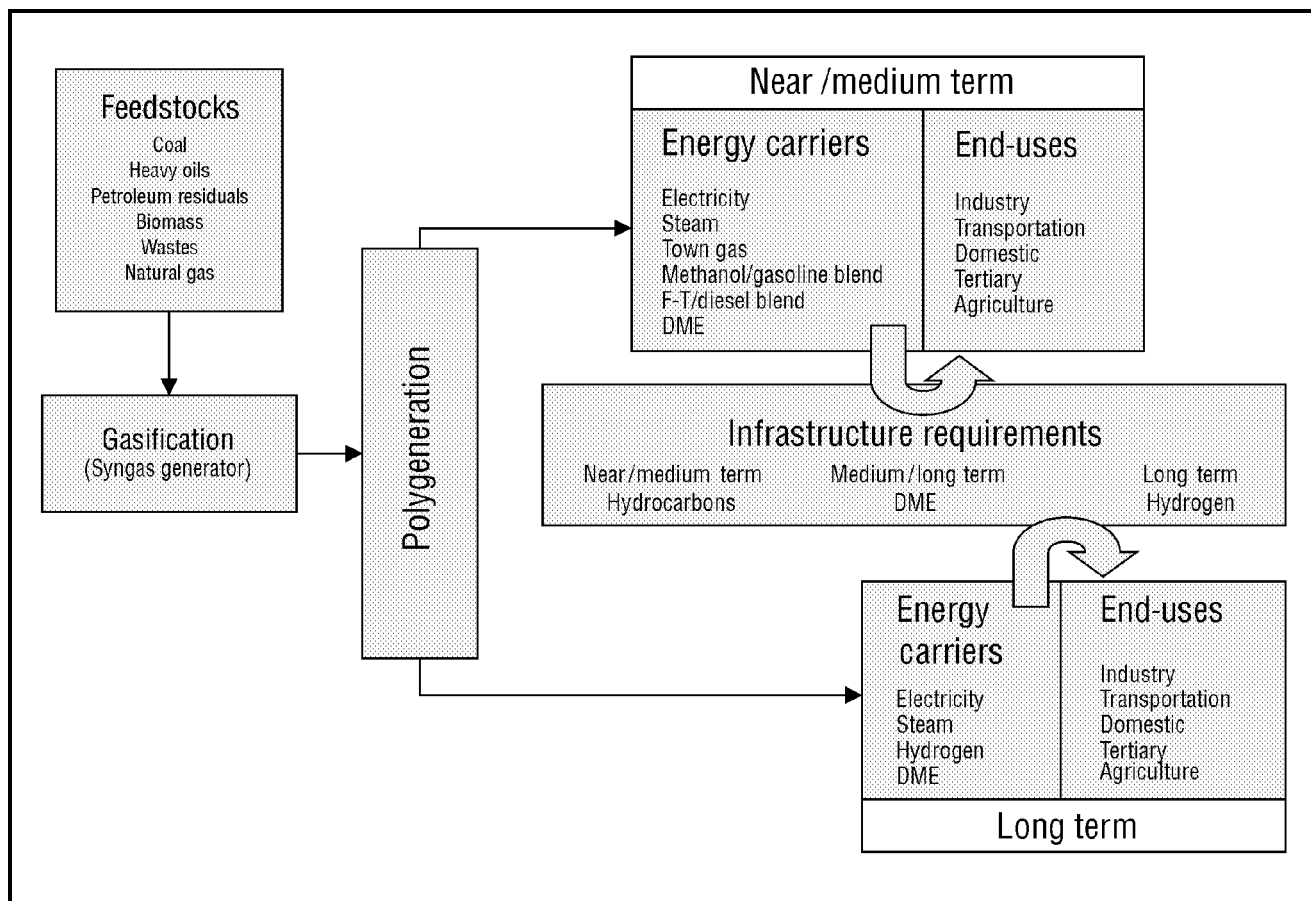 Feedstocks
Coal
Heavy oils
Petroleum residuals
Biomass
Wastes
Natural gas
Gasification
(Syngas generator)
Polygeneration
Near /medium term
Energy carriers
Electricity
Steam
Town gas
Methanol/gasoline blend
F-T/diesel blend
DME
End-uses
Industry
Transportation
Domestic
Tertiary
Agriculture
Infrastructure requirements
Near/medium term
Hydrocarbons
Medium/long term
DME
Long term
Hydrogen
Energy
carriers
Electricity
Steam
Hydrogen
DME
End-uses
Industry
Transportation
Domestic
Tertiary
Agriculture
Long term